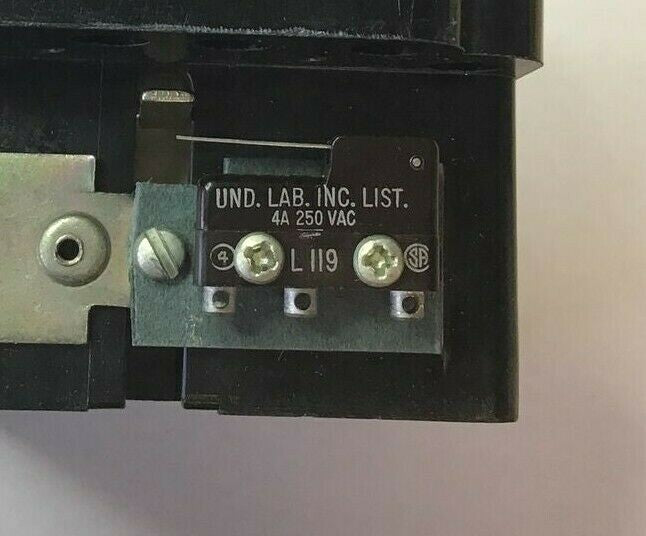 UND. LAB. INC. LIST.
4A 250 VAC
4 L 119 SA